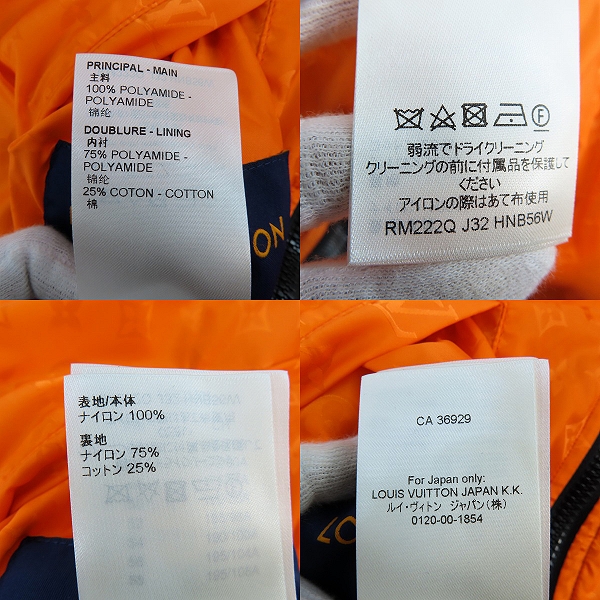 PRINCIPAL - MAIN
主料
100% POLYAMIDE -
POLYAMIDE
锦纶
DOUBLURE - LINING
内衬
75% POLYAMIDE -
POLYAMIDE
锦纶
25% COTON - COTTON
棉
ON
弱流でドライクリーニング
クリーニングの前に付属品を保護して
ください
アイロンの際はあて布使用
RM222Q J32 HNB56W
表地/本体
ナイロン 100%
裏地
ナイロン 75%
コットン 25%
CA 36929
For Japan only:
LOUIS VUITTON JAPAN K.K.
ルイ・ヴィトン ジャパン(株)
0120-00-1854